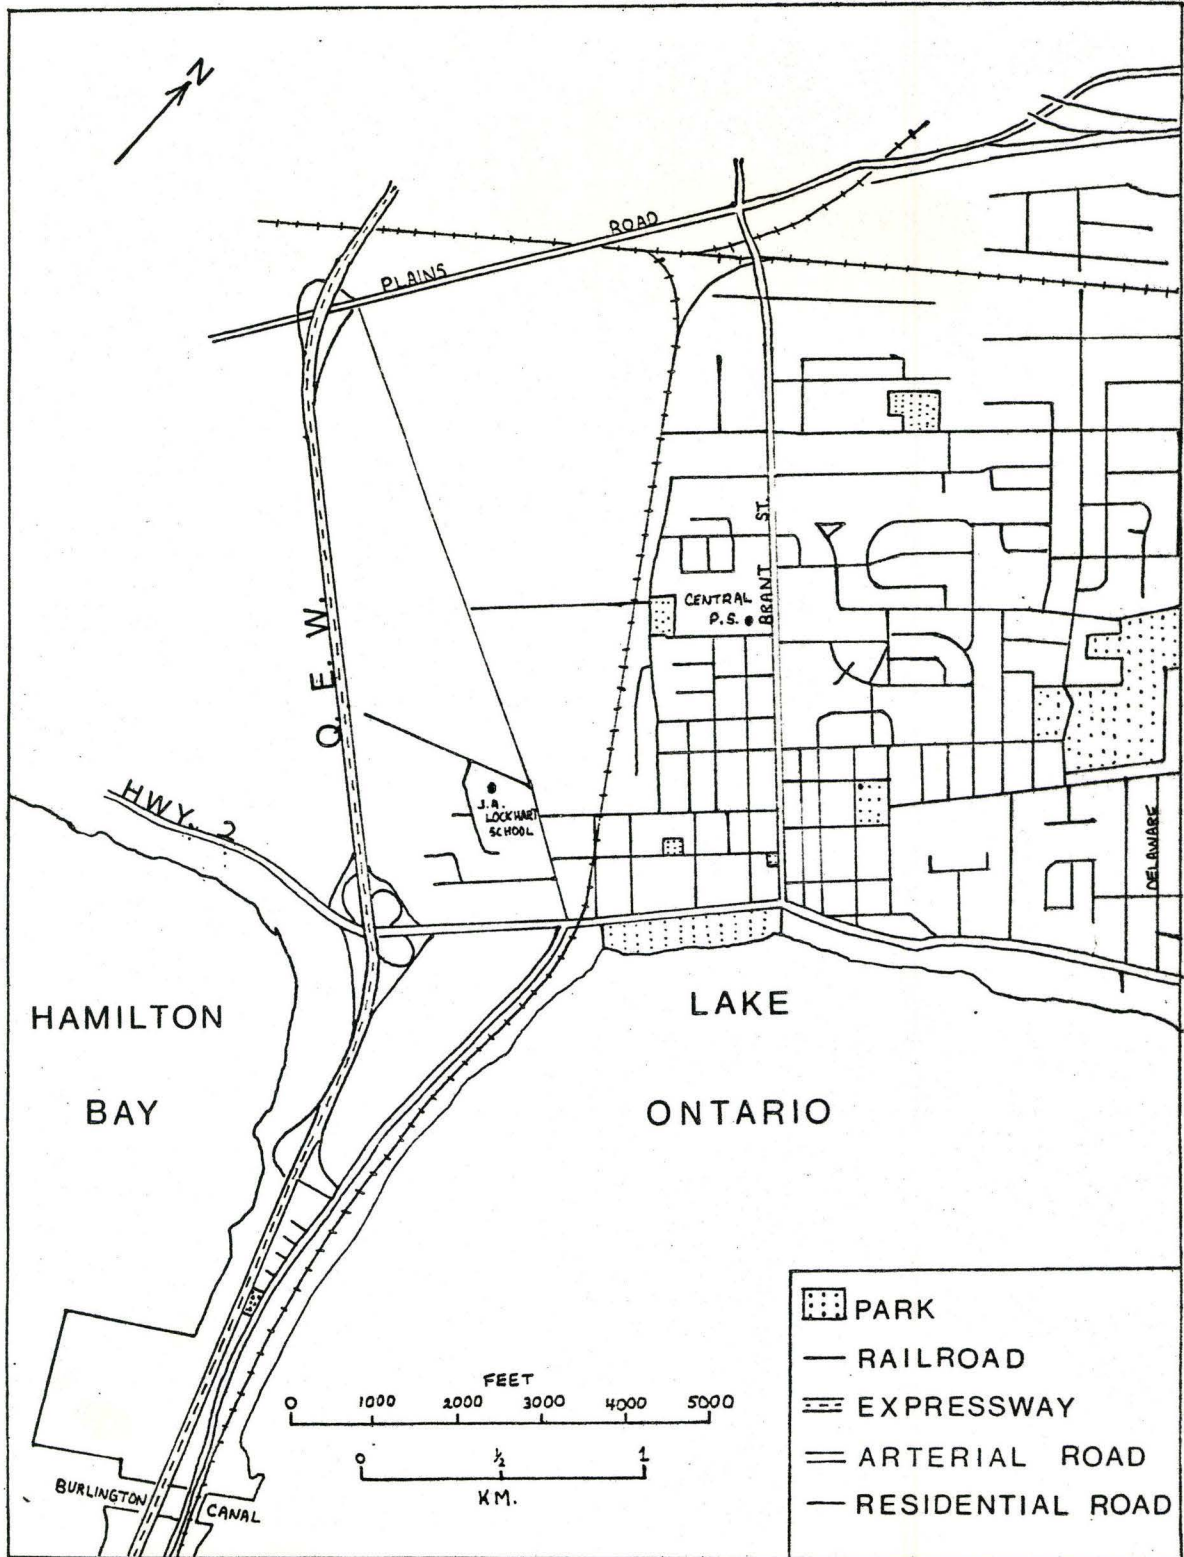 N
ROAD
PLAINS
BRANT ST.
CENTRAL
P.S.
Q. E. W.
J.A.
LOCKHART
SCHOOL
HWY. 2
DELAWARE
HAMILTON
BAY
LAKE
ONTARIO
PARK
RAILROAD
EXPRESSWAY
ARTERIAL ROAD
RESIDENTIAL ROAD
FEET
0 1000 2000 3000 4000 5000
0 ½ 1
KM.
BURLINGTON
CANAL